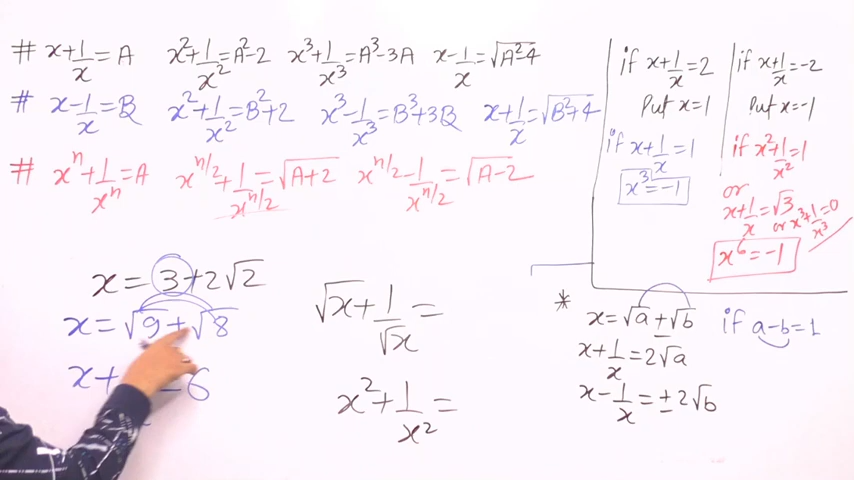 # x+1/x=A x²+1/x²=A²-2 x³+1/x³=A³-3A x-1/x=√A²-4
# x-1/x=B x²+1/x²=B²+2 x³-1/x³=B³+3B x+1/x=√B²+4
# xⁿ+1/xⁿ=A x^n/2+1/x^n/2=√A+2 x^n/2-1/x^n/2=√A-2
if x+1/x=2
Put x=1
if x+1/x=1
x³=-1
if x+1/x=-2
Put x=-1
if x²+1/x²=1
or
x+1/x=√3 or x³+1/x³=0
x⁶=-1
x=3+2√2
x=√9+√8
x+ 6
√x+1/√x=
x²+1/x²=
* x=√a+√b if a-b=1
x+1/x=2√a
x-1/x=±2√b